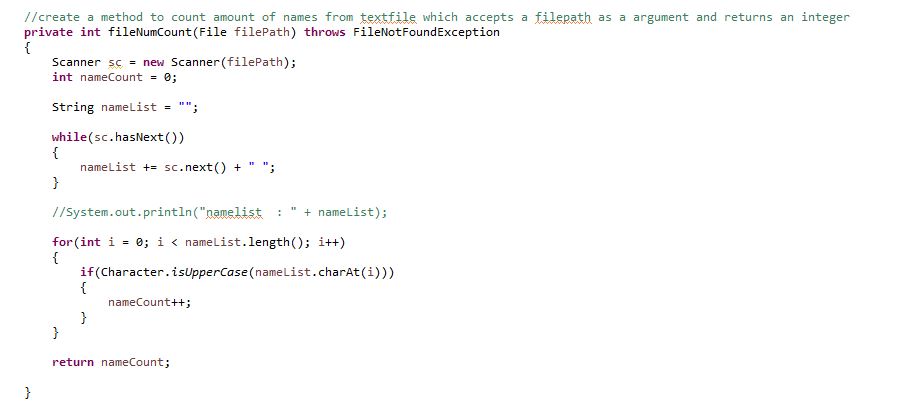 //create a method to count amount of names from textfile which accepts a filepath as a argument and returns an integer
private int fileNumCount(File filePath) throws FileNotFoundException
{
Scanner sc = new Scanner(filePath);
int nameCount = 0;
String nameList = "";
while(sc.hasNext())
{
nameList += sc.next() + " ";
}
//System.out.println("namelist  : " + nameList);
for(int i = 0; i < nameList.length(); i++)
{
if(Character.isUpperCase(nameList.charAt(i)))
{
nameCount++;
}
}
return nameCount;
}